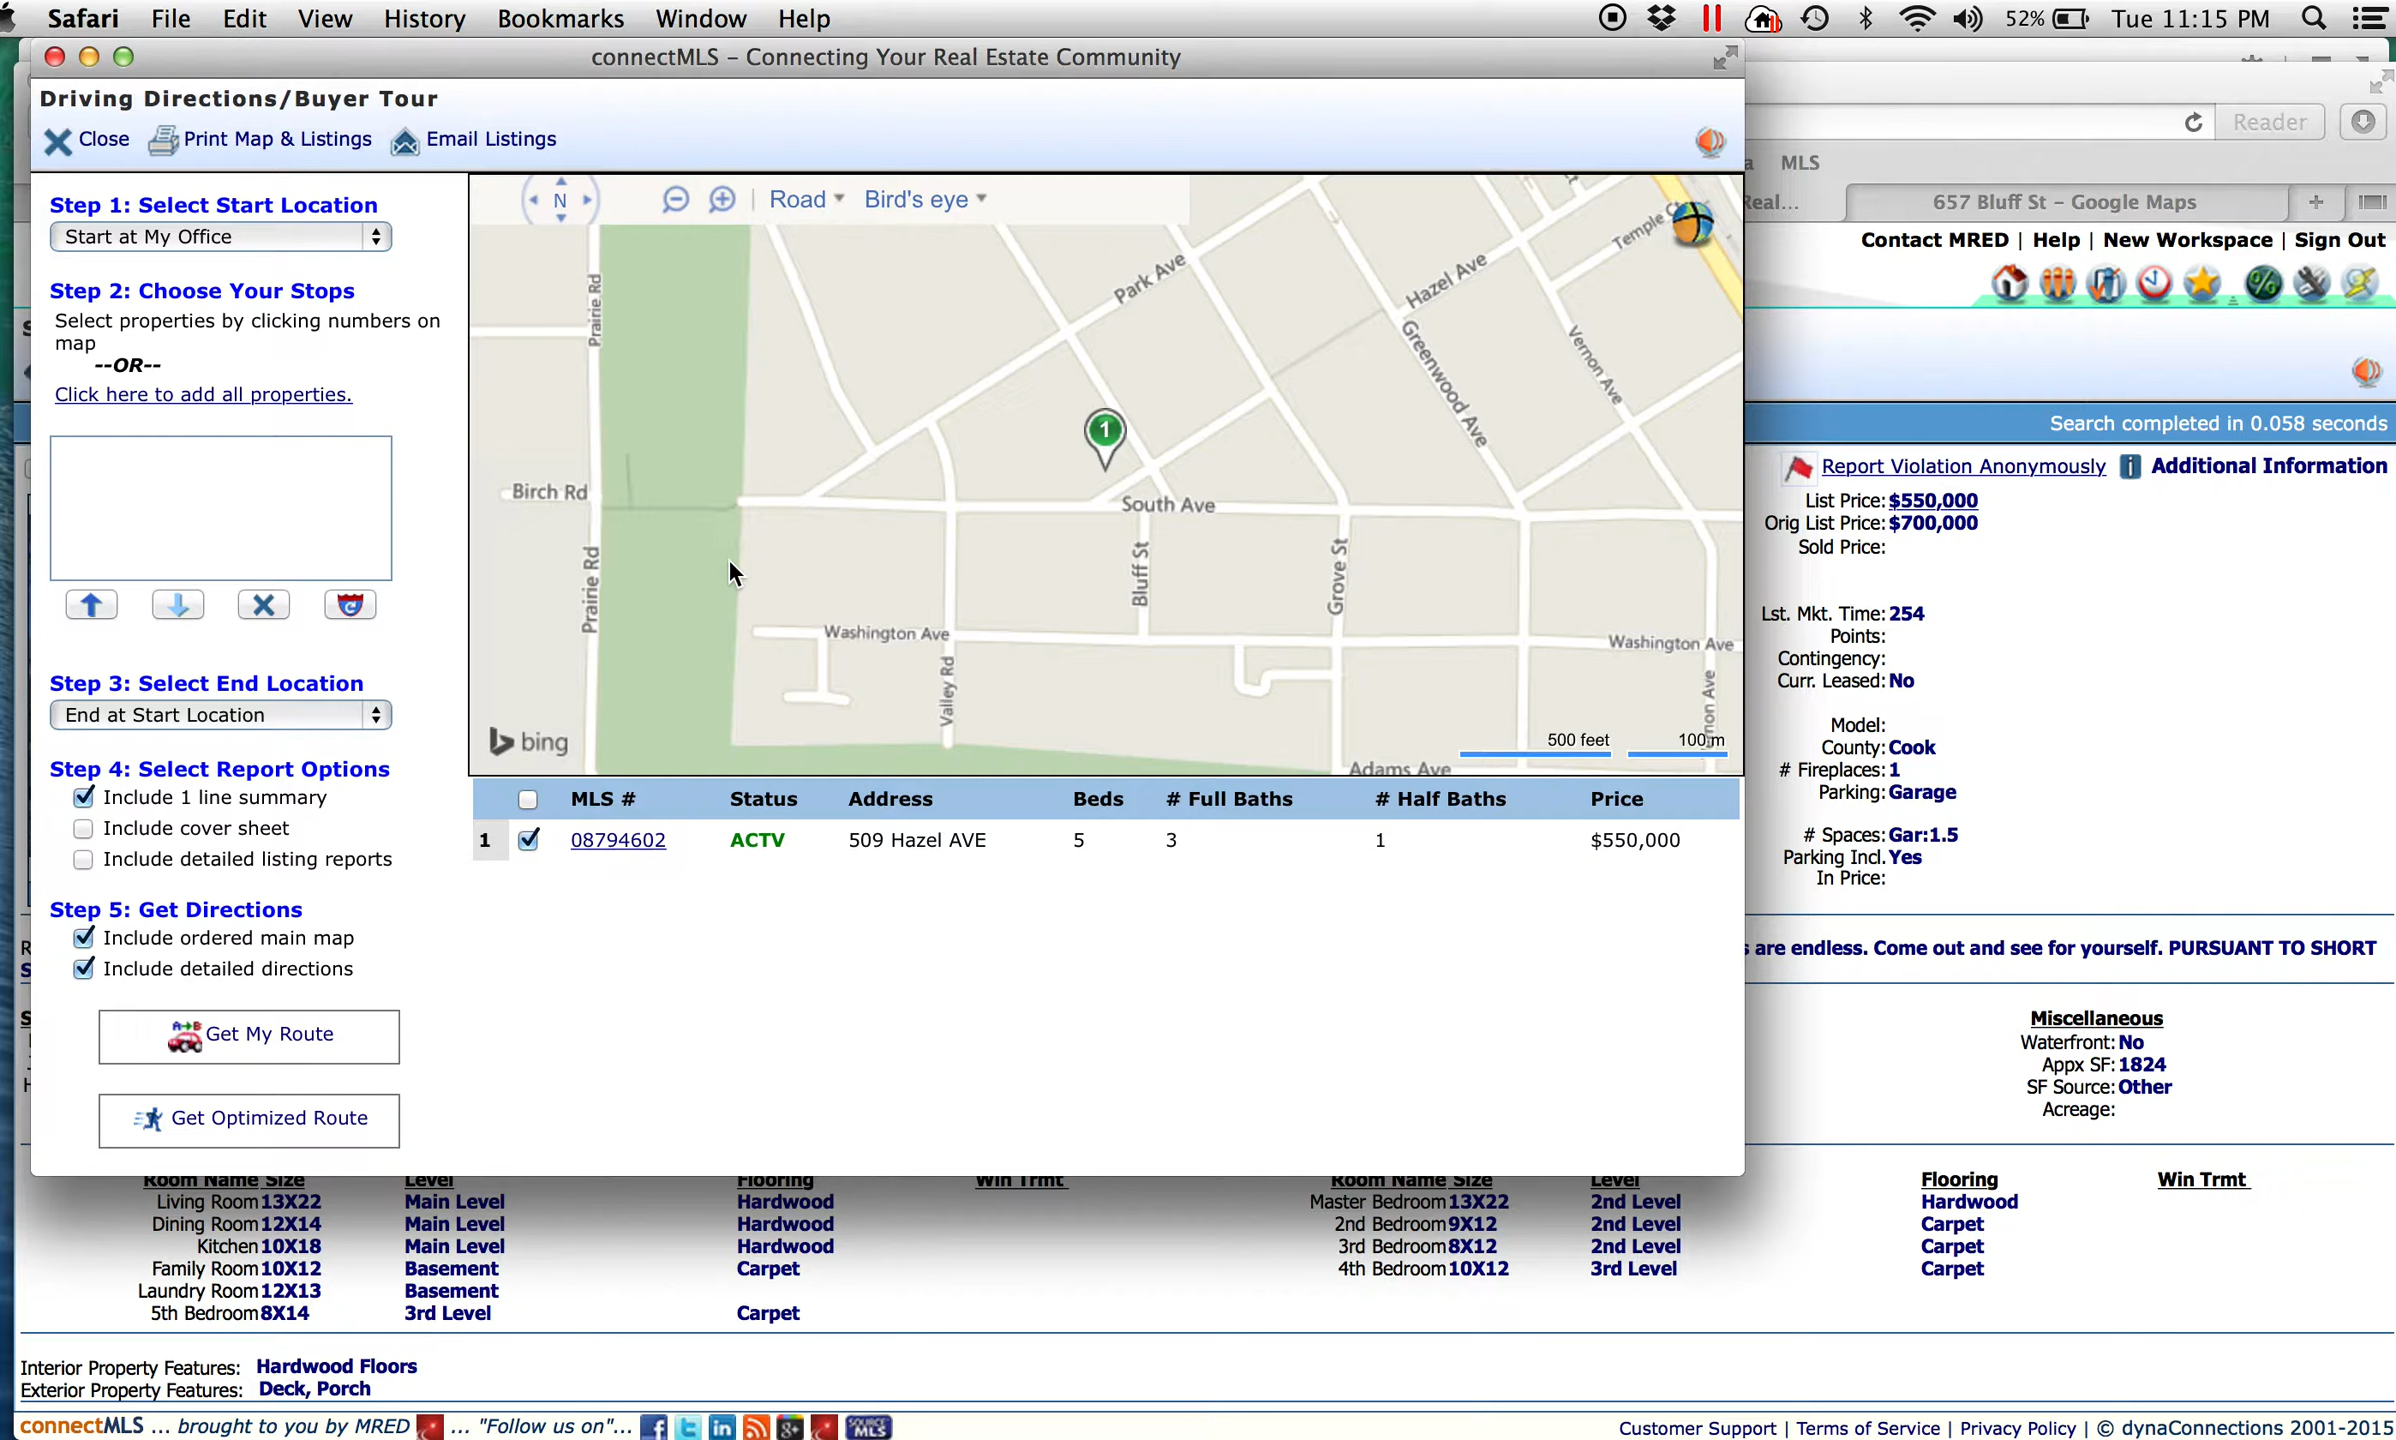 Safari File Edit View History Bookmarks Window Help 52% Tue 11:15 PM
connectMLS – Connecting Your Real Estate Community
Driving Directions/Buyer Tour
Close Print Map & Listings Email Listings
Reader
MLS
657 Bluff St – Google Maps
Contact MRED | Help | New Workspace | Sign Out
Search completed in 0.058 seconds
Step 1: Select Start Location
Start at My Office
Step 2: Choose Your Stops
Select properties by clicking numbers on
map
--OR--
Click here to add all properties.
Step 3: Select End Location
End at Start Location
Step 4: Select Report Options
Include 1 line summary
Include cover sheet
Include detailed listing reports
Step 5: Get Directions
Include ordered main map
Include detailed directions
Get My Route
Get Optimized Route
N Road Bird's eye
Prairie Rd
Park Ave
Hazel Ave
Greenwood Ave
Vernon Ave
1
Birch Rd
South Ave
Prairie Rd
Bluff St
Grove St
Washington Ave
Washington Ave
Valley Rd
Adams Ave
bing
500 feet 100 m
MLS # Status Address Beds # Full Baths # Half Baths Price
1 08794602 ACTV 509 Hazel AVE 5 3 1 $550,000
Report Violation Anonymously Additional Information
List Price: $550,000
Orig List Price: $700,000
Sold Price:
Lst. Mkt. Time: 254
Points:
Contingency:
Curr. Leased: No
Model:
County: Cook
# Fireplaces: 1
Parking: Garage
# Spaces: Gar:1.5
Parking Incl. Yes
In Price:
are endless. Come out and see for yourself. PURSUANT TO SHORT
Miscellaneous
Waterfront: No
Appx SF: 1824
SF Source: Other
Acreage:
Room Name Size Level Flooring Win Trmt Room Name Size Level Flooring Win Trmt
Living Room 13X22 Main Level Hardwood Master Bedroom 13X22 2nd Level Hardwood
Dining Room 12X14 Main Level Hardwood 2nd Bedroom 9X12 2nd Level Carpet
Kitchen 10X18 Main Level Hardwood 3rd Bedroom 8X12 2nd Level Carpet
Family Room 10X12 Basement Carpet 4th Bedroom 10X12 3rd Level Carpet
Laundry Room 12X13 Basement
5th Bedroom 8X14 3rd Level Carpet
Interior Property Features: Hardwood Floors
Exterior Property Features: Deck, Porch
connectMLS ... brought to you by MRED ... "Follow us on"... SOURCE MLS Customer Support | Terms of Service | Privacy Policy | © dynaConnections 2001-2015